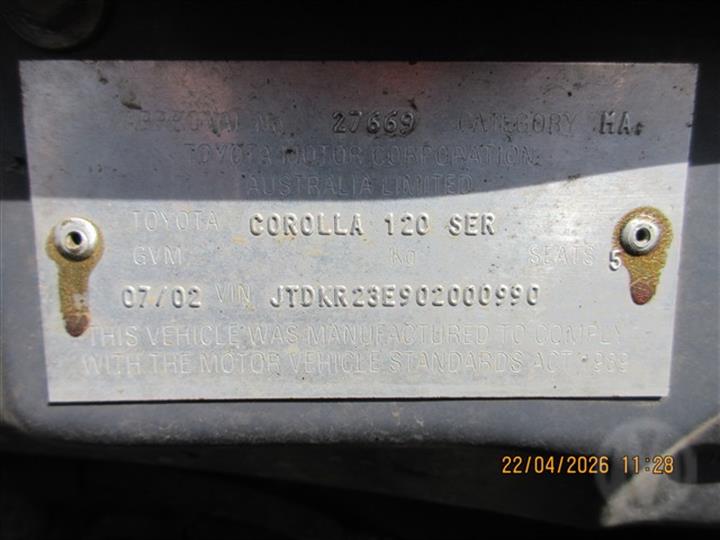 APPROVAL No. 27669 CATEGORY MA.
TOYOTA MOTOR CORPORATION
AUSTRALIA LIMITED
TOYOTA COROLLA 120 SER
GVM Kg SEATS 5
07/02 VIN JTDKR23E902000990
THIS VEHICLE WAS MANUFACTURED TO COMPLY
WITH THE MOTOR VEHICLE STANDARDS ACT 1989
22/04/2026 11:28